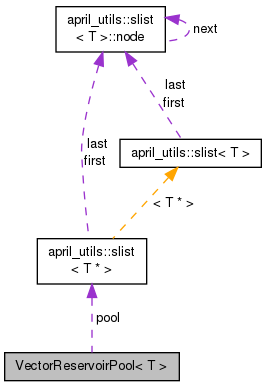 april_utils::slist
< T >::node
next
last
first
last
first
april_utils::slist< T >
< T * >
april_utils::slist
< T * >
pool
VectorReservoirPool< T >